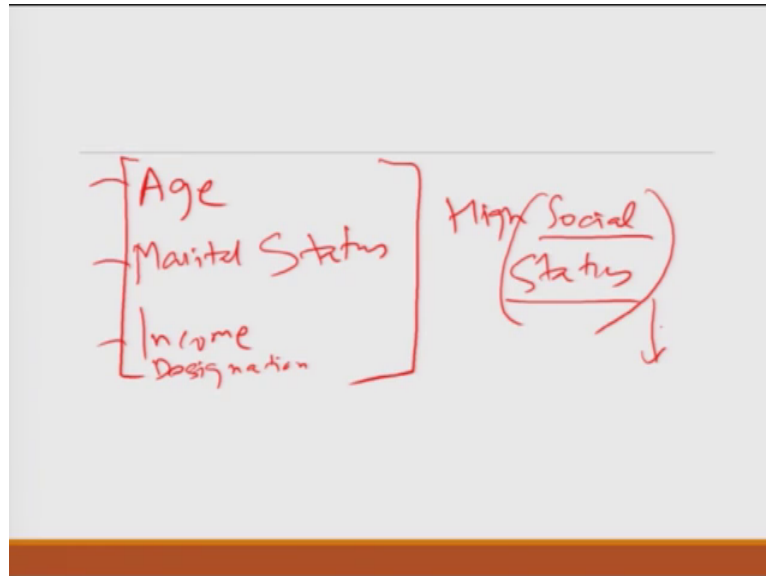 Age
Marital Status
Income
Designation
High Social
Status